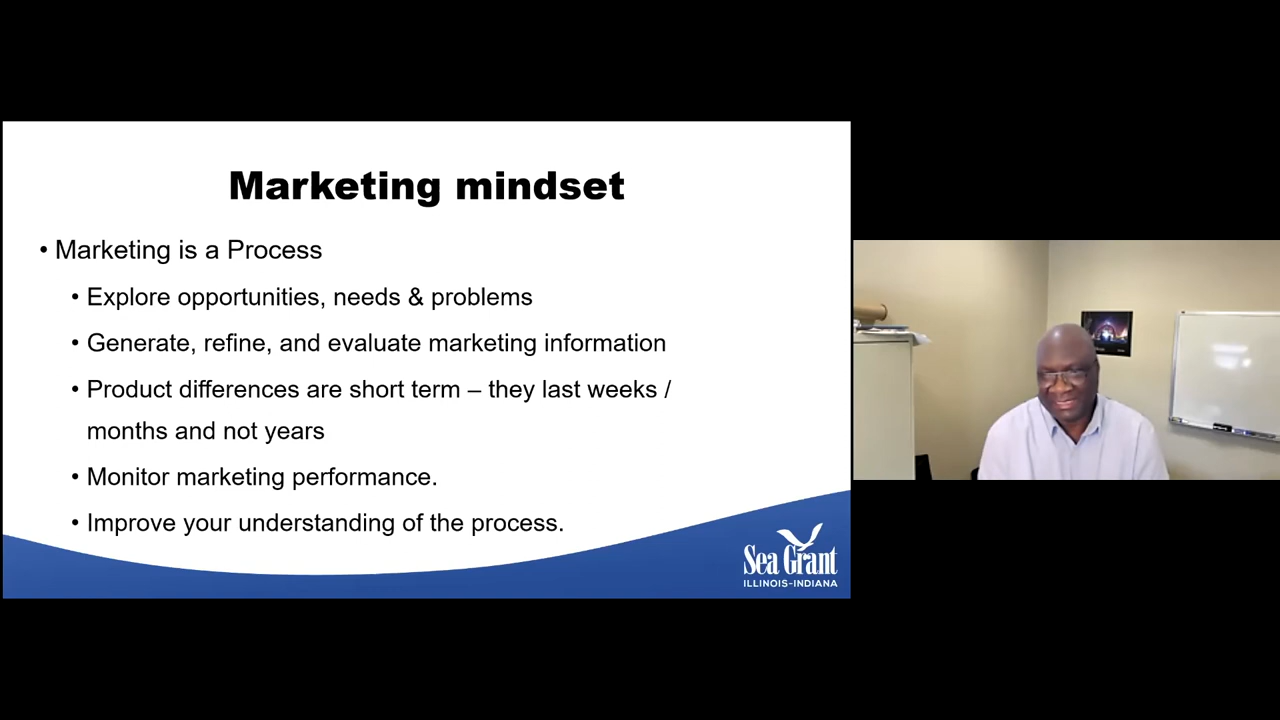 Marketing mindset
• Marketing is a Process
• Explore opportunities, needs & problems
• Generate, refine, and evaluate marketing information
• Product differences are short term – they last weeks /
months and not years
• Monitor marketing performance.
• Improve your understanding of the process.
Sea Grant
ILLINOIS-INDIANA